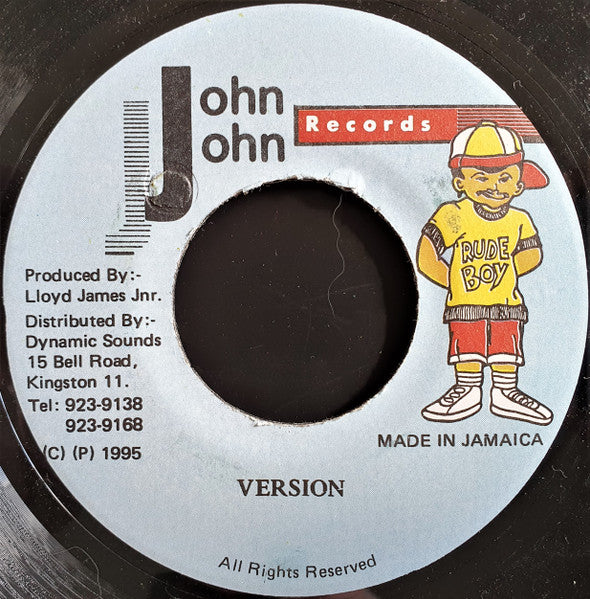 John
John
Records
RUDE
BOY
Produced By:-
Lloyd James Jnr.
Distributed By:-
Dynamic Sounds
15 Bell Road,
Kingston 11.
Tel: 923-9138
923-9168
(C) (P) 1995
MADE IN JAMAICA
VERSION
All Rights Reserved